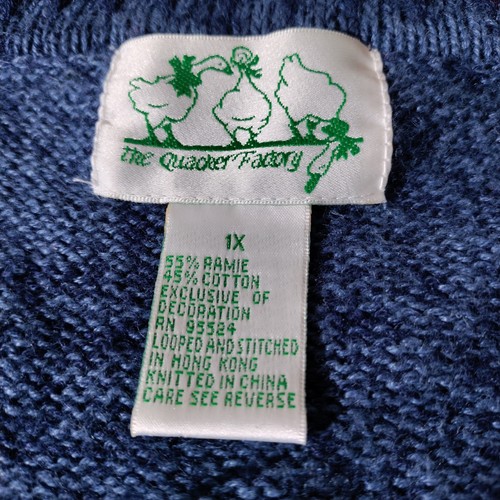 the Quacker Factory
1X
55% RAMIE
45% COTTON
EXCLUSIVE OF
DECORATION
RN 95524
LOOPED AND STITCHED
IN HONG KONG
KNITTED IN CHINA
CARE SEE REVERSE